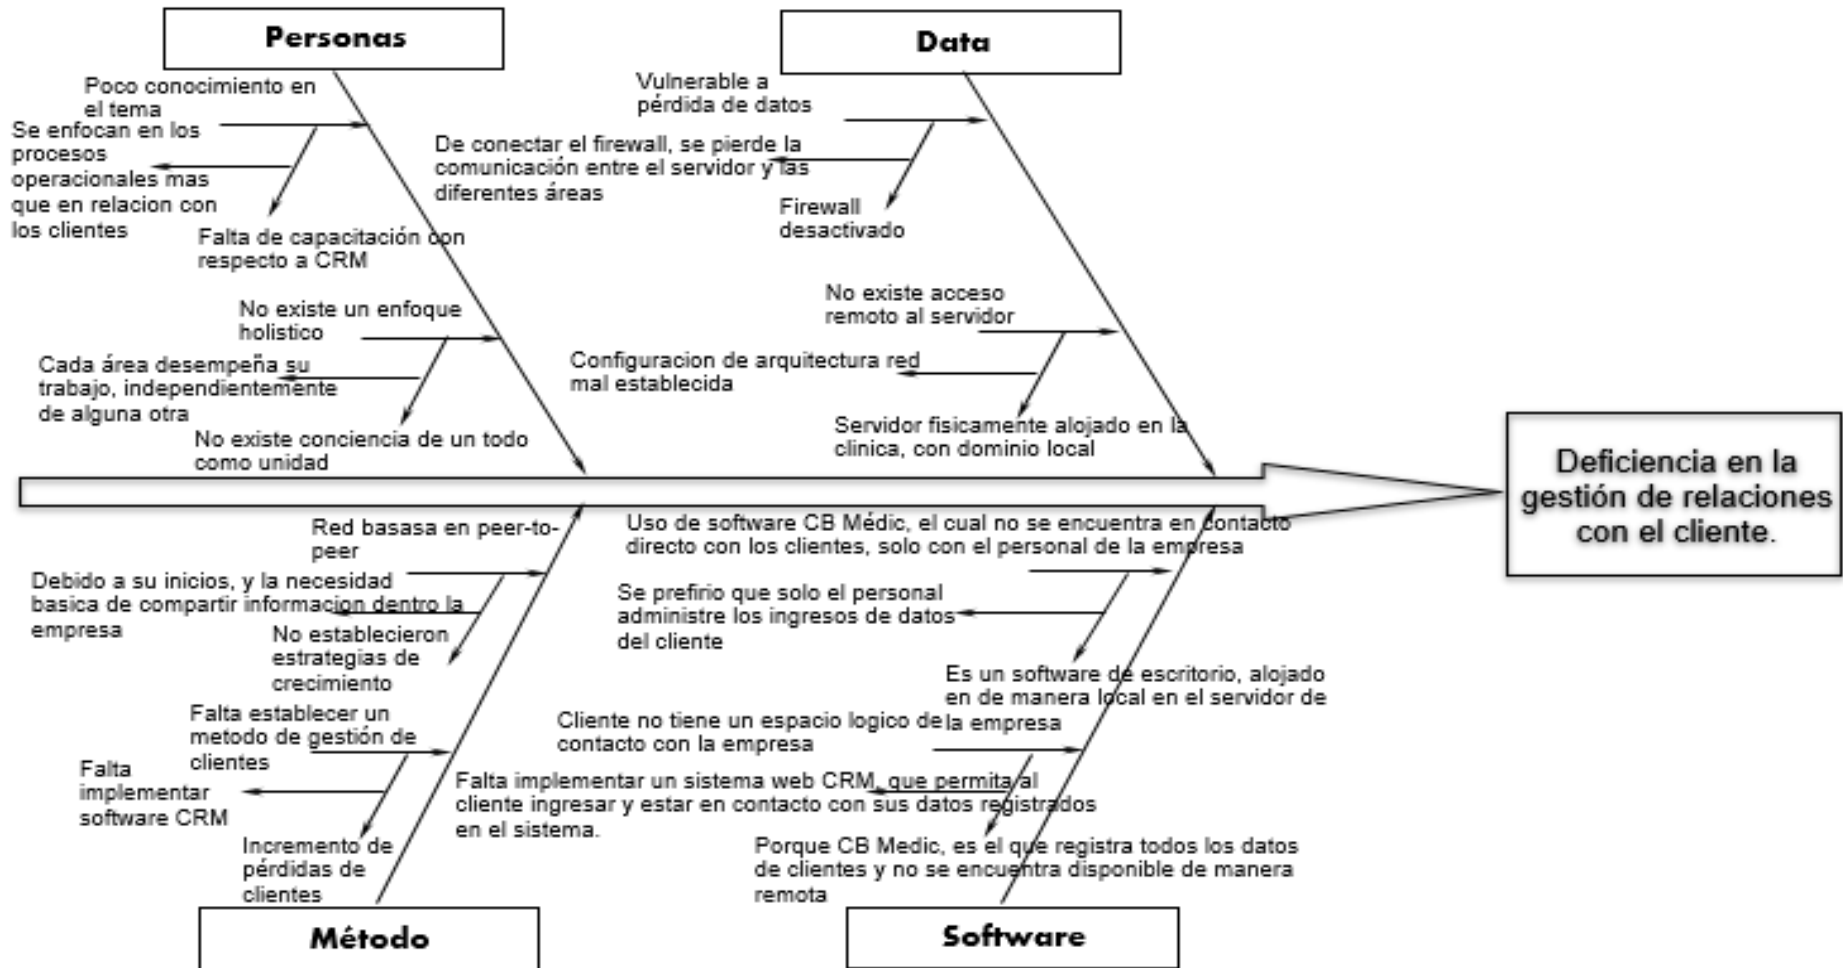 Personas
Data
Poco conocimiento en
el tema
Se enfocan en los
procesos
operacionales mas
que en relacion con
los clientes
Falta de capacitación con
respecto a CRM
No existe un enfoque
holistico
Cada área desempeña su
trabajo, independientemente
de alguna otra
No existe conciencia de un todo
como unidad
Vulnerable a
pérdida de datos
De conectar el firewall, se pierde la
comunicación entre el servidor y las
diferentes áreas
Firewall
desactivado
No existe acceso
remoto al servidor
Configuracion de arquitectura red
mal establecida
Servidor fisicamente alojado en la
clinica, con dominio local
Deficiencia en la
gestión de relaciones
con el cliente.
Red basasa en peer-to-
peer
Debido a su inicios, y la necesidad
basica de compartir informacion dentro la
empresa
No establecieron
estrategias de
crecimiento
Falta establecer un
metodo de gestión de
clientes
Falta
implementar
software CRM
Incremento de
pérdidas de
clientes
Uso de software CB Médic, el cual no se encuentra en contacto
directo con los clientes, solo con el personal de la empresa
Se prefirio que solo el personal
administre los ingresos de datos
del cliente
Es un software de escritorio, alojado
en de manera local en el servidor de
la empresa
Cliente no tiene un espacio logico de
contacto con la empresa
Falta implementar un sistema web CRM, que permita al
cliente ingresar y estar en contacto con sus datos registrados
en el sistema.
Porque CB Medic, es el que registra todos los datos
de clientes y no se encuentra disponible de manera
remota
Método
Software